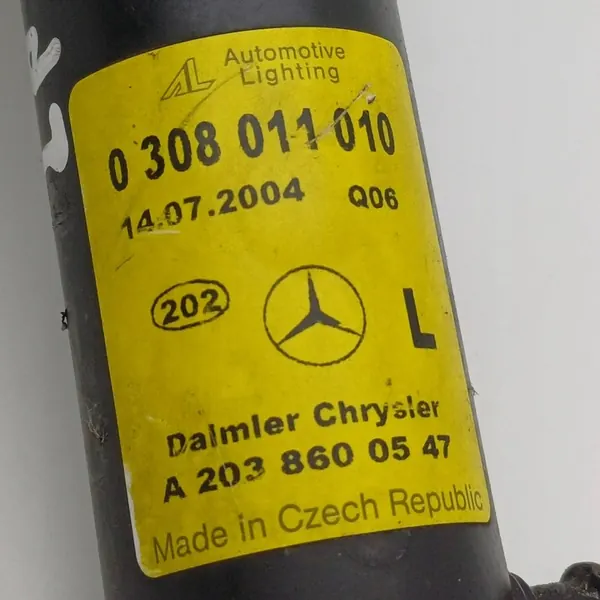 AL Automotive
Lighting
0 308 011 010
14.07.2004 Q06
202 L
Daimler Chrysler
A 203 860 05 47
Made in Czech Republic